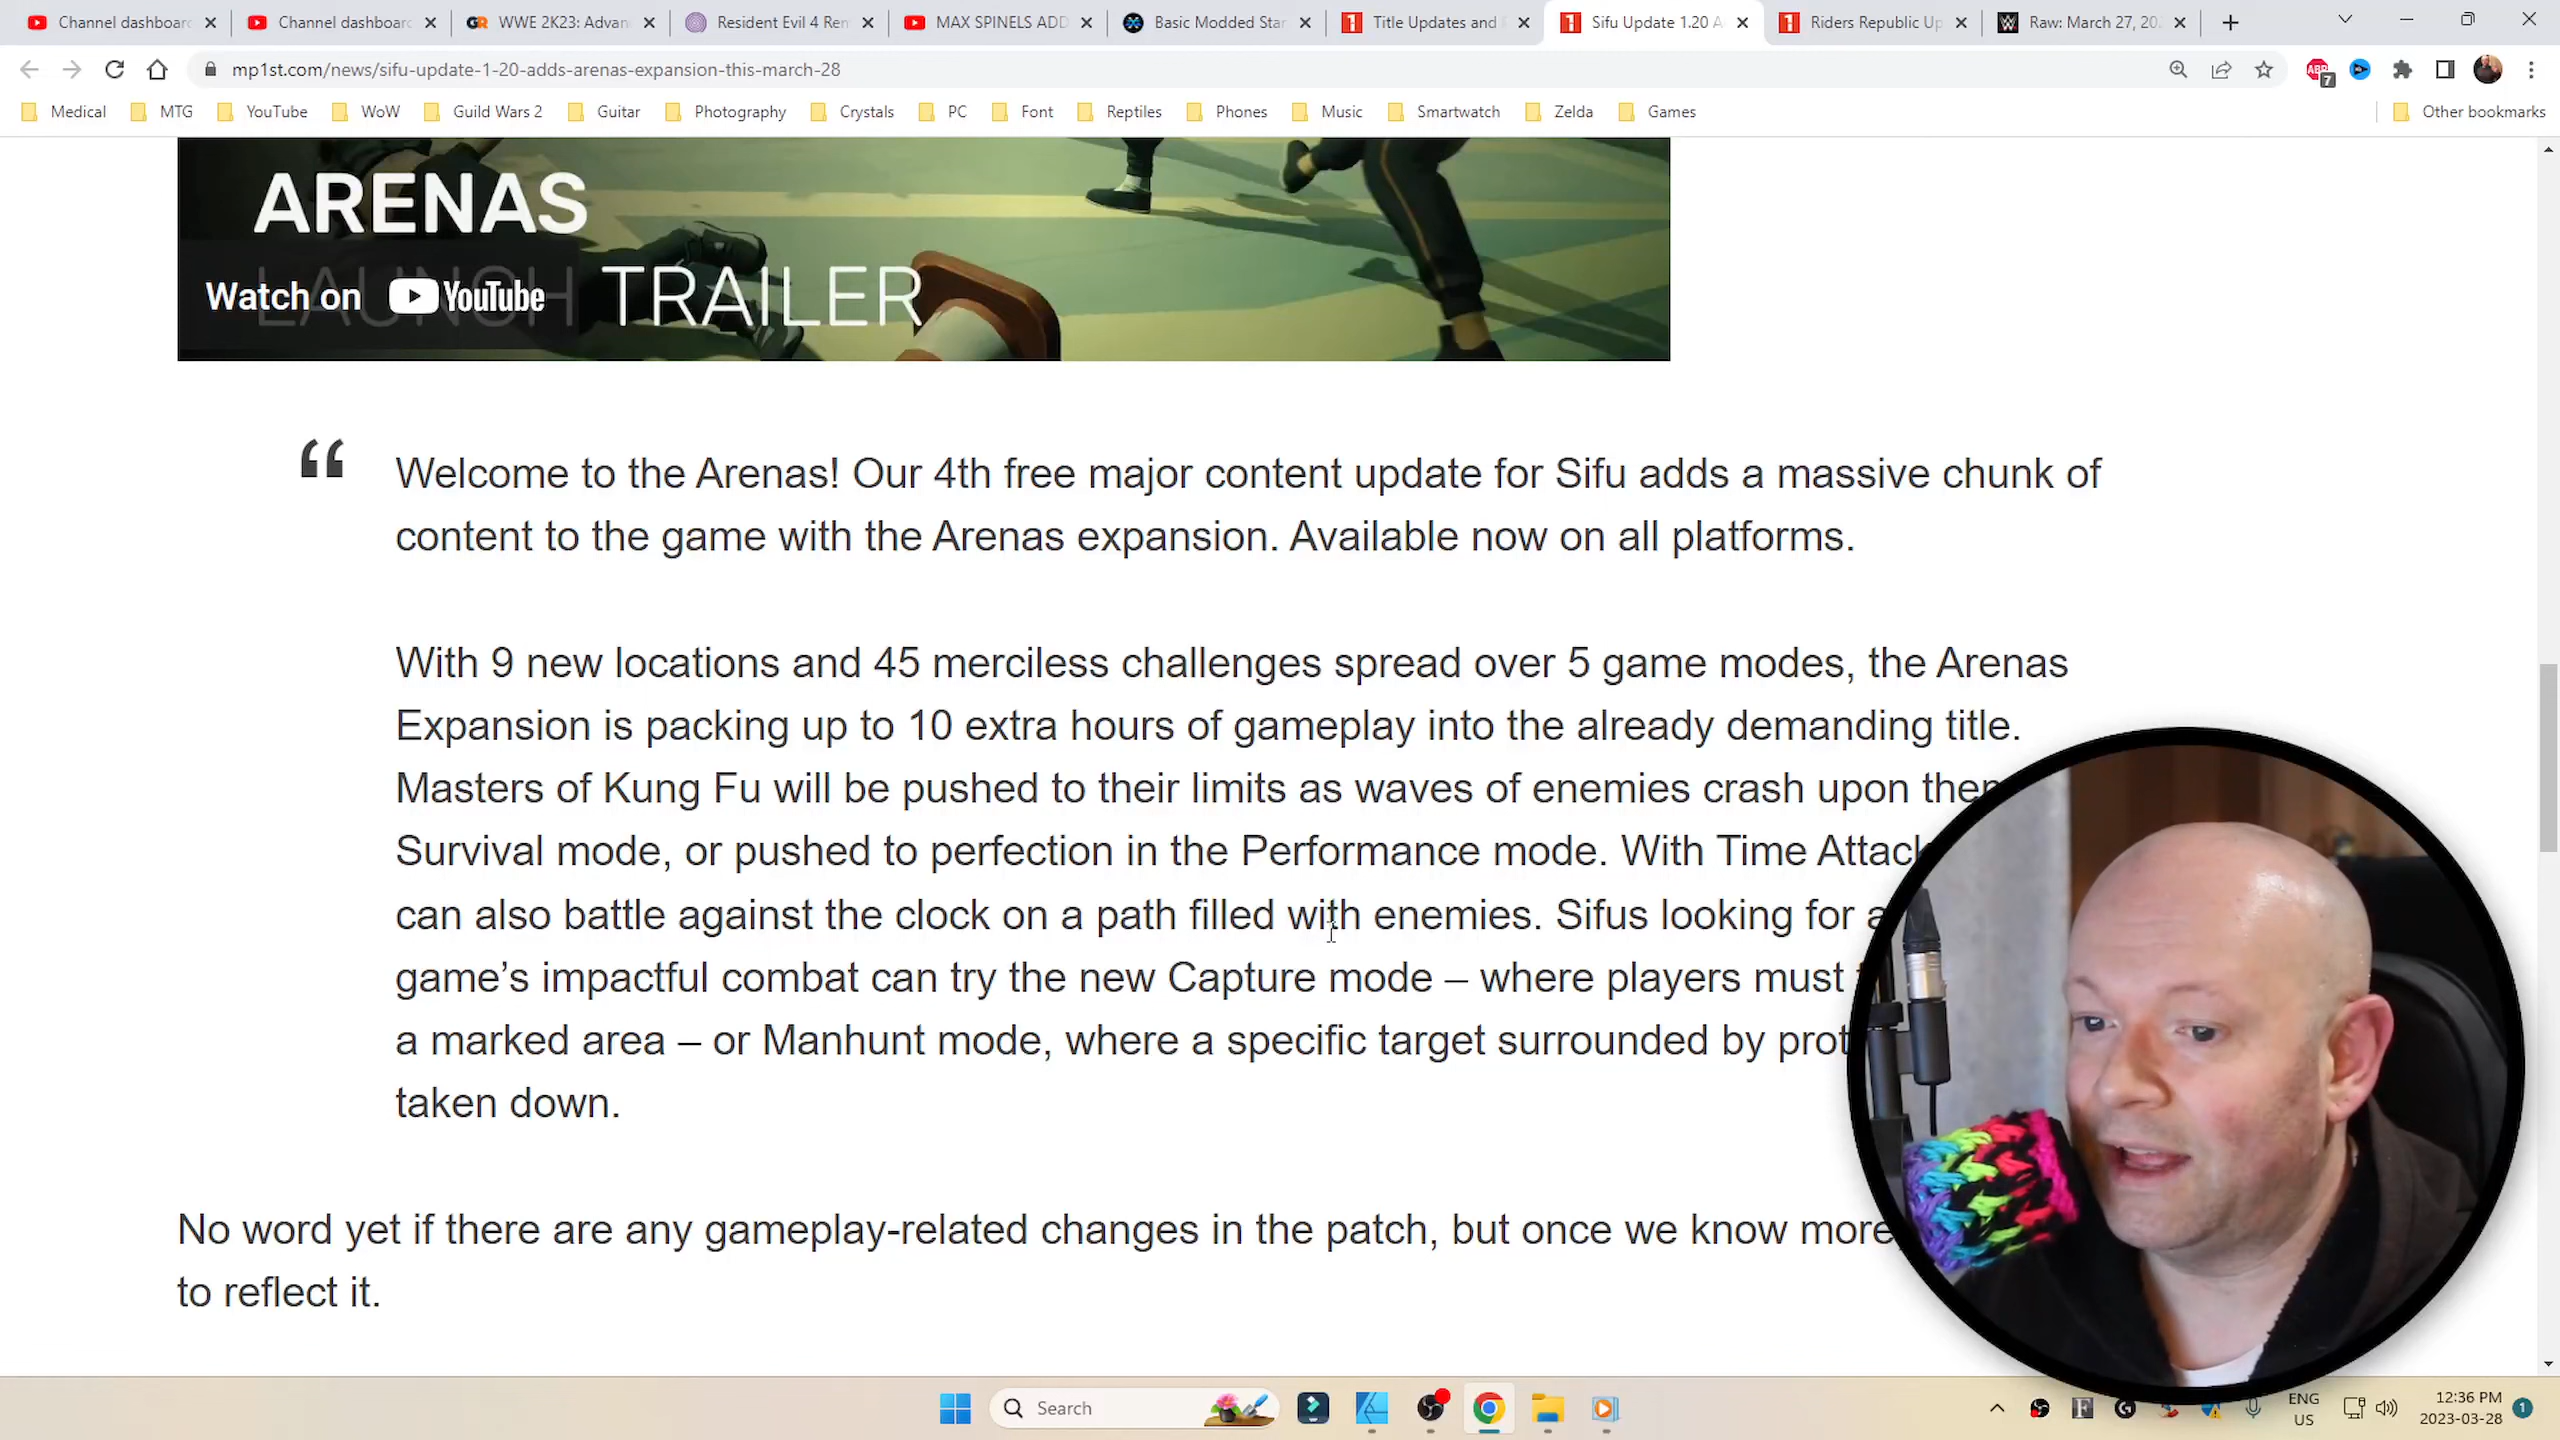 Channel dashboard
Channel dashboard
WWE 2K23: Advan
Resident Evil 4 Rem
MAX SPINELS ADD
Basic Modded Star
Title Updates and
Sifu Update 1.20 A
Riders Republic Up
Raw: March 27, 20
mp1st.com/news/sifu-update-1-20-adds-arenas-expansion-this-march-28
ABP
7
Medical
MTG
YouTube
WoW
Guild Wars 2
Guitar
Photography
Crystals
PC
Font
Reptiles
Phones
Music
Smartwatch
Zelda
Games
Other bookmarks
ARENAS
LAUNCH TRAILER
Watch on YouTube
“
Welcome to the Arenas! Our 4th free major content update for Sifu adds a massive chunk of
content to the game with the Arenas expansion. Available now on all platforms.
With 9 new locations and 45 merciless challenges spread over 5 game modes, the Arenas
Expansion is packing up to 10 extra hours of gameplay into the already demanding title.
Masters of Kung Fu will be pushed to their limits as waves of enemies crash upon them
Survival mode, or pushed to perfection in the Performance mode. With Time Attack
can also battle against the clock on a path filled with enemies. Sifus looking for a
game’s impactful combat can try the new Capture mode – where players must
a marked area – or Manhunt mode, where a specific target surrounded by prot
taken down.
No word yet if there are any gameplay-related changes in the patch, but once we know more,
to reflect it.
Search
ENG
US
12:36 PM
2023-03-28
1